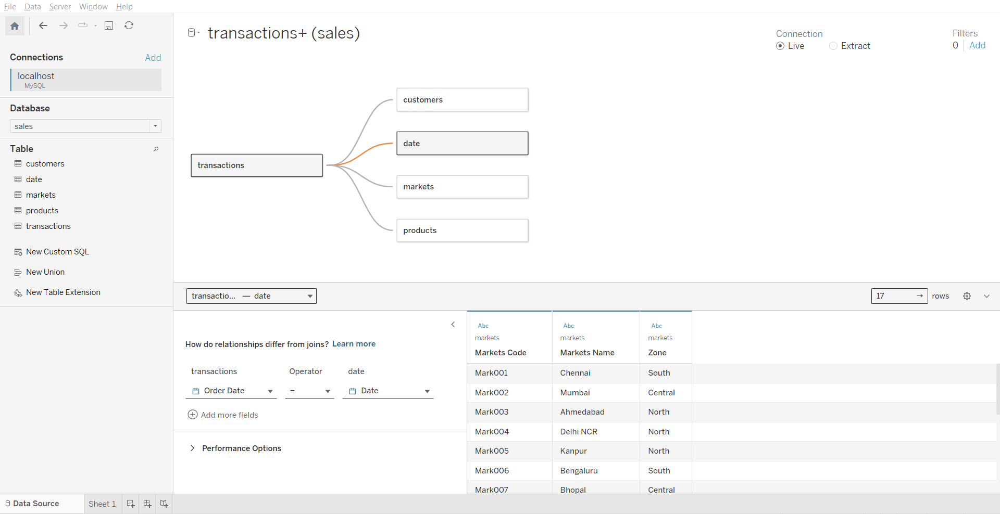 File Data Server Window Help
transactions+ (sales)
Connection
Live Extract
Filters
0 Add
Connections Add
localhost
MySQL
Database
sales
Table
customers
date
markets
products
transactions
New Custom SQL
New Union
New Table Extension
transactions
customers
date
markets
products
transactio... — date
17 → rows
How do relationships differ from joins? Learn more
transactions Operator date
Order Date = Date
Add more fields
Performance Options
Abc Abc Abc
markets markets markets
Markets Code Markets Name Zone
Mark001 Chennai South
Mark002 Mumbai Central
Mark003 Ahmedabad North
Mark004 Delhi NCR North
Mark005 Kanpur North
Mark006 Bengaluru South
Mark007 Bhopal Central
Data Source Sheet 1